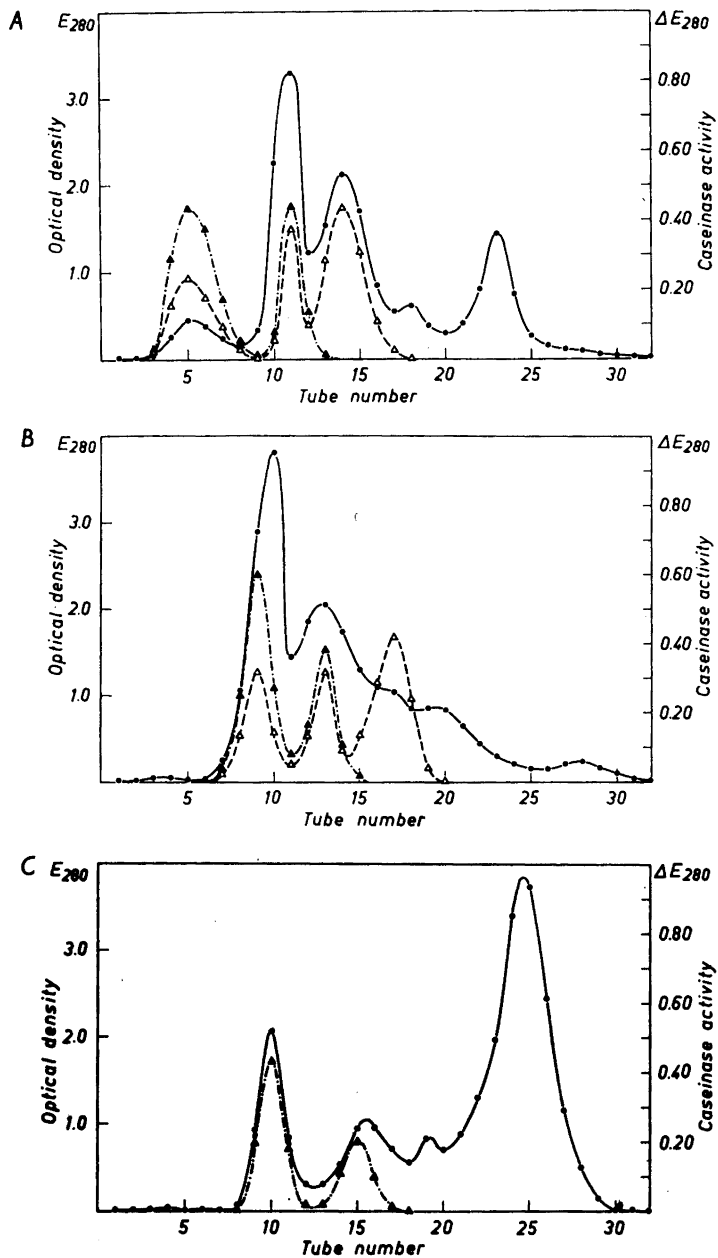 A
E280
ΔE280
3.0
2.0
1.0
0.80
0.60
0.40
0.20
Optical density
Caseinase activity
5 10 15 20 25 30
Tube number
B
E280
ΔE280
3.0
2.0
1.0
0.80
0.60
0.40
0.20
Optical density
Caseinase activity
5 10 15 20 25 30
Tube number
C
E280
ΔE280
3.0
2.0
1.0
0.80
0.60
0.40
0.20
Optical density
Caseinase activity
5 10 15 20 25 30
Tube number